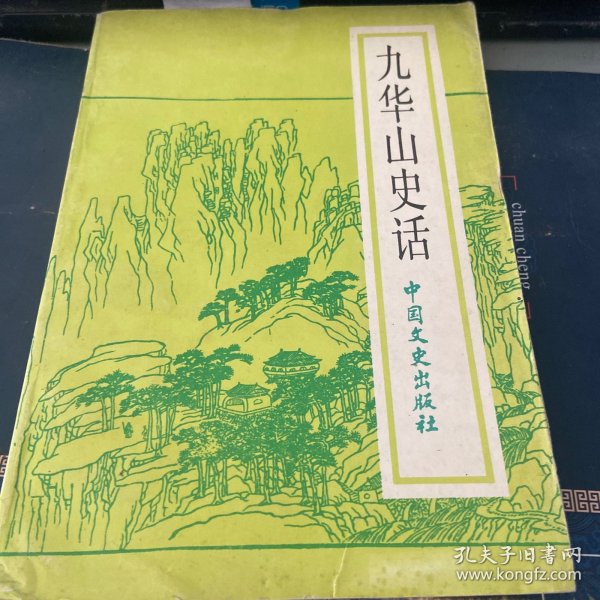 九华山史话
中国文史出版社
chuan cheng
孔夫子旧书网
www.kongfz.com